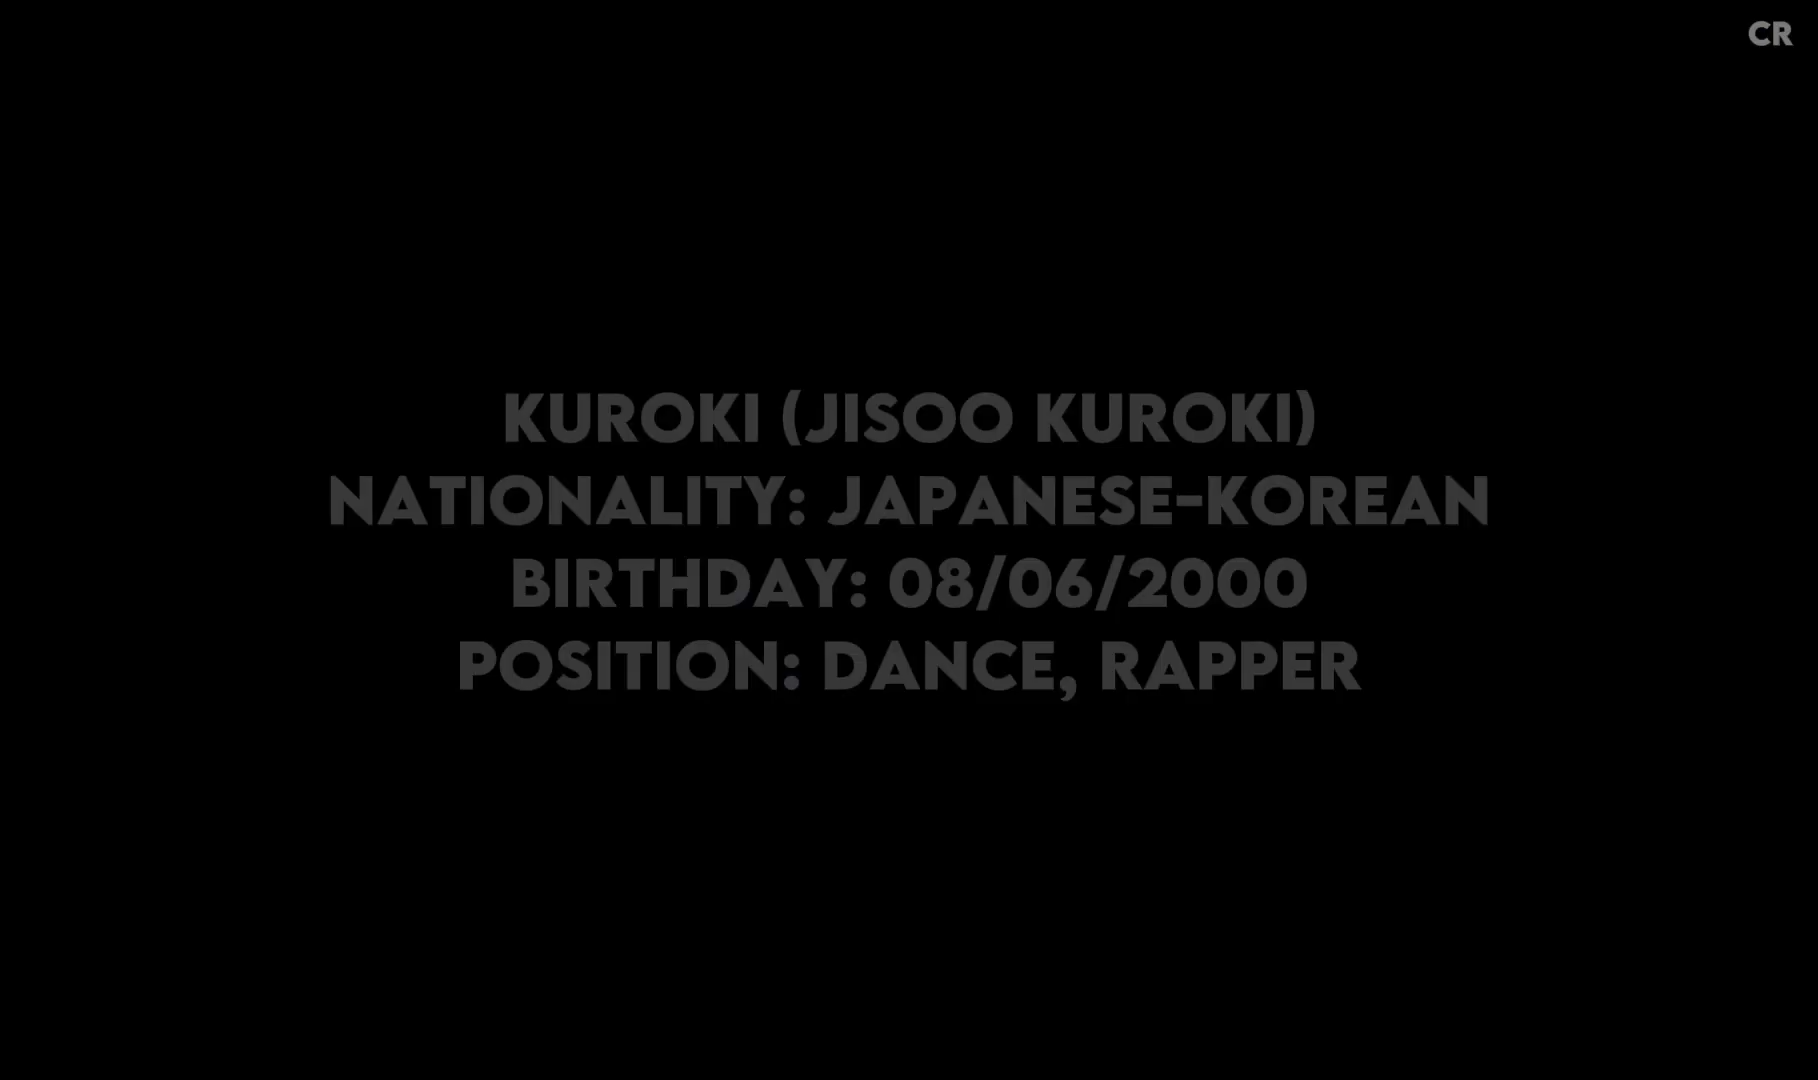 CR
KUROKI (JISOO KUROKI)
NATIONALITY: JAPANESE-KOREAN
BIRTHDAY: 08/06/2000
POSITION: DANCE, RAPPER